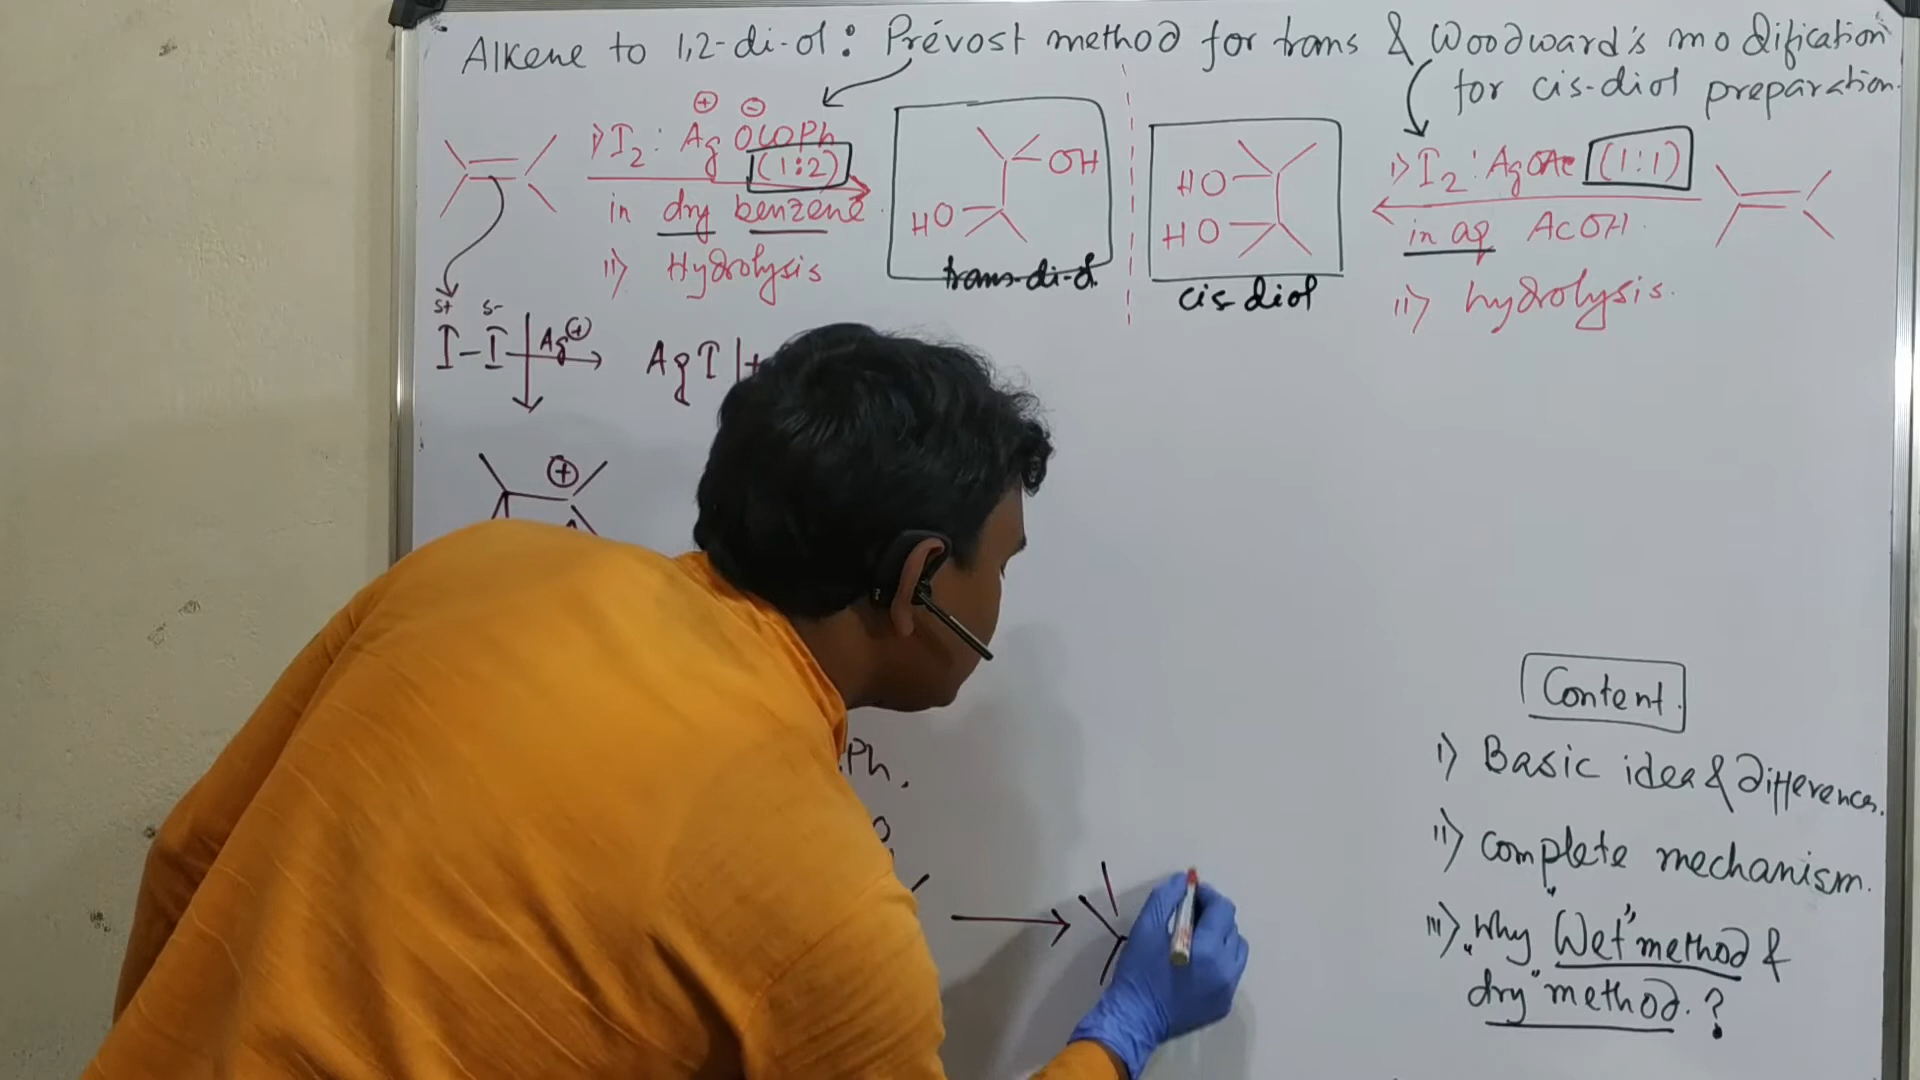 Alkene to 1,2-di-ol: Prévost method for trans & Woodward's modification
for cis-diol preparation.
i) I2 : Ag⊕ OCOPh⊖
(1:2)
in dry benzene
ii) Hydrolysis
OH
HO
trans-di-ol
HO
HO
cis diol
i) I2 : AgOAc (1:1)
in aq AcOH.
ii) hydrolysis.
δ+ δ-
I-I Ag⊕
AgI +
⊕
Ph.
O
Content.
i) Basic idea & differences.
ii) complete mechanism.
iii) Why "Wet" method &
"dry" method. ?